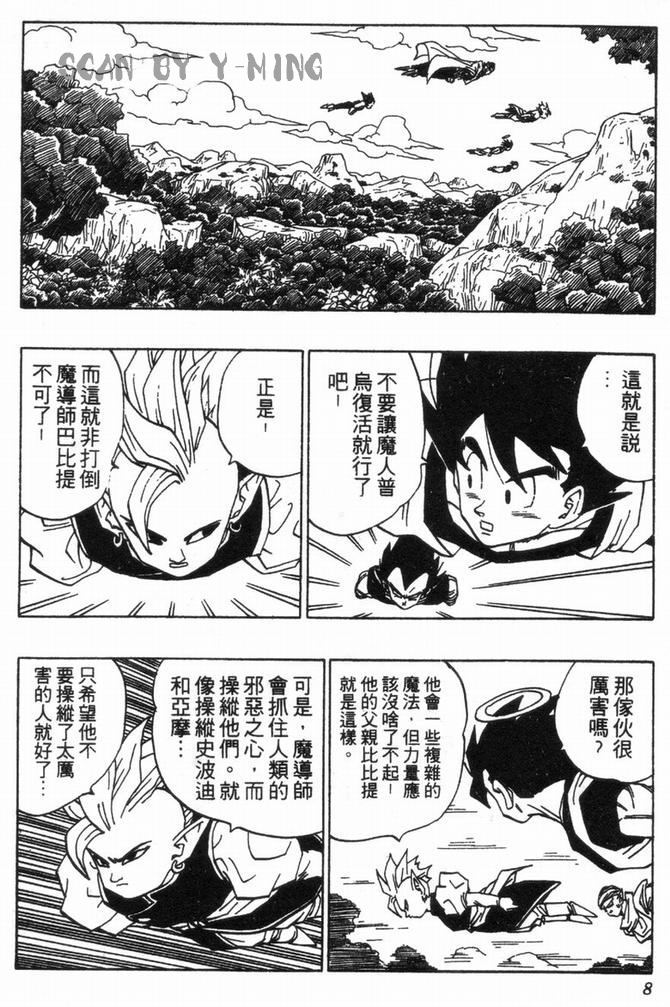 SCAN BY Y-MING
這就是說
…
不要讓魔人普
烏復活就行了
吧─
正是─
而這就非打倒
魔導師巴比提
不可了─
那傢伙很
厲害嗎?
他會一些複雜的
魔法,但力量應
該沒啥了不起─
他的父親比比提
就是這樣。
可是,魔導師
會抓住人類的
邪惡之心,而
操縱他們。就
像操縱史波迪
和亞摩…
只希望他不
要操縱了太厲
害的人就好了…
8